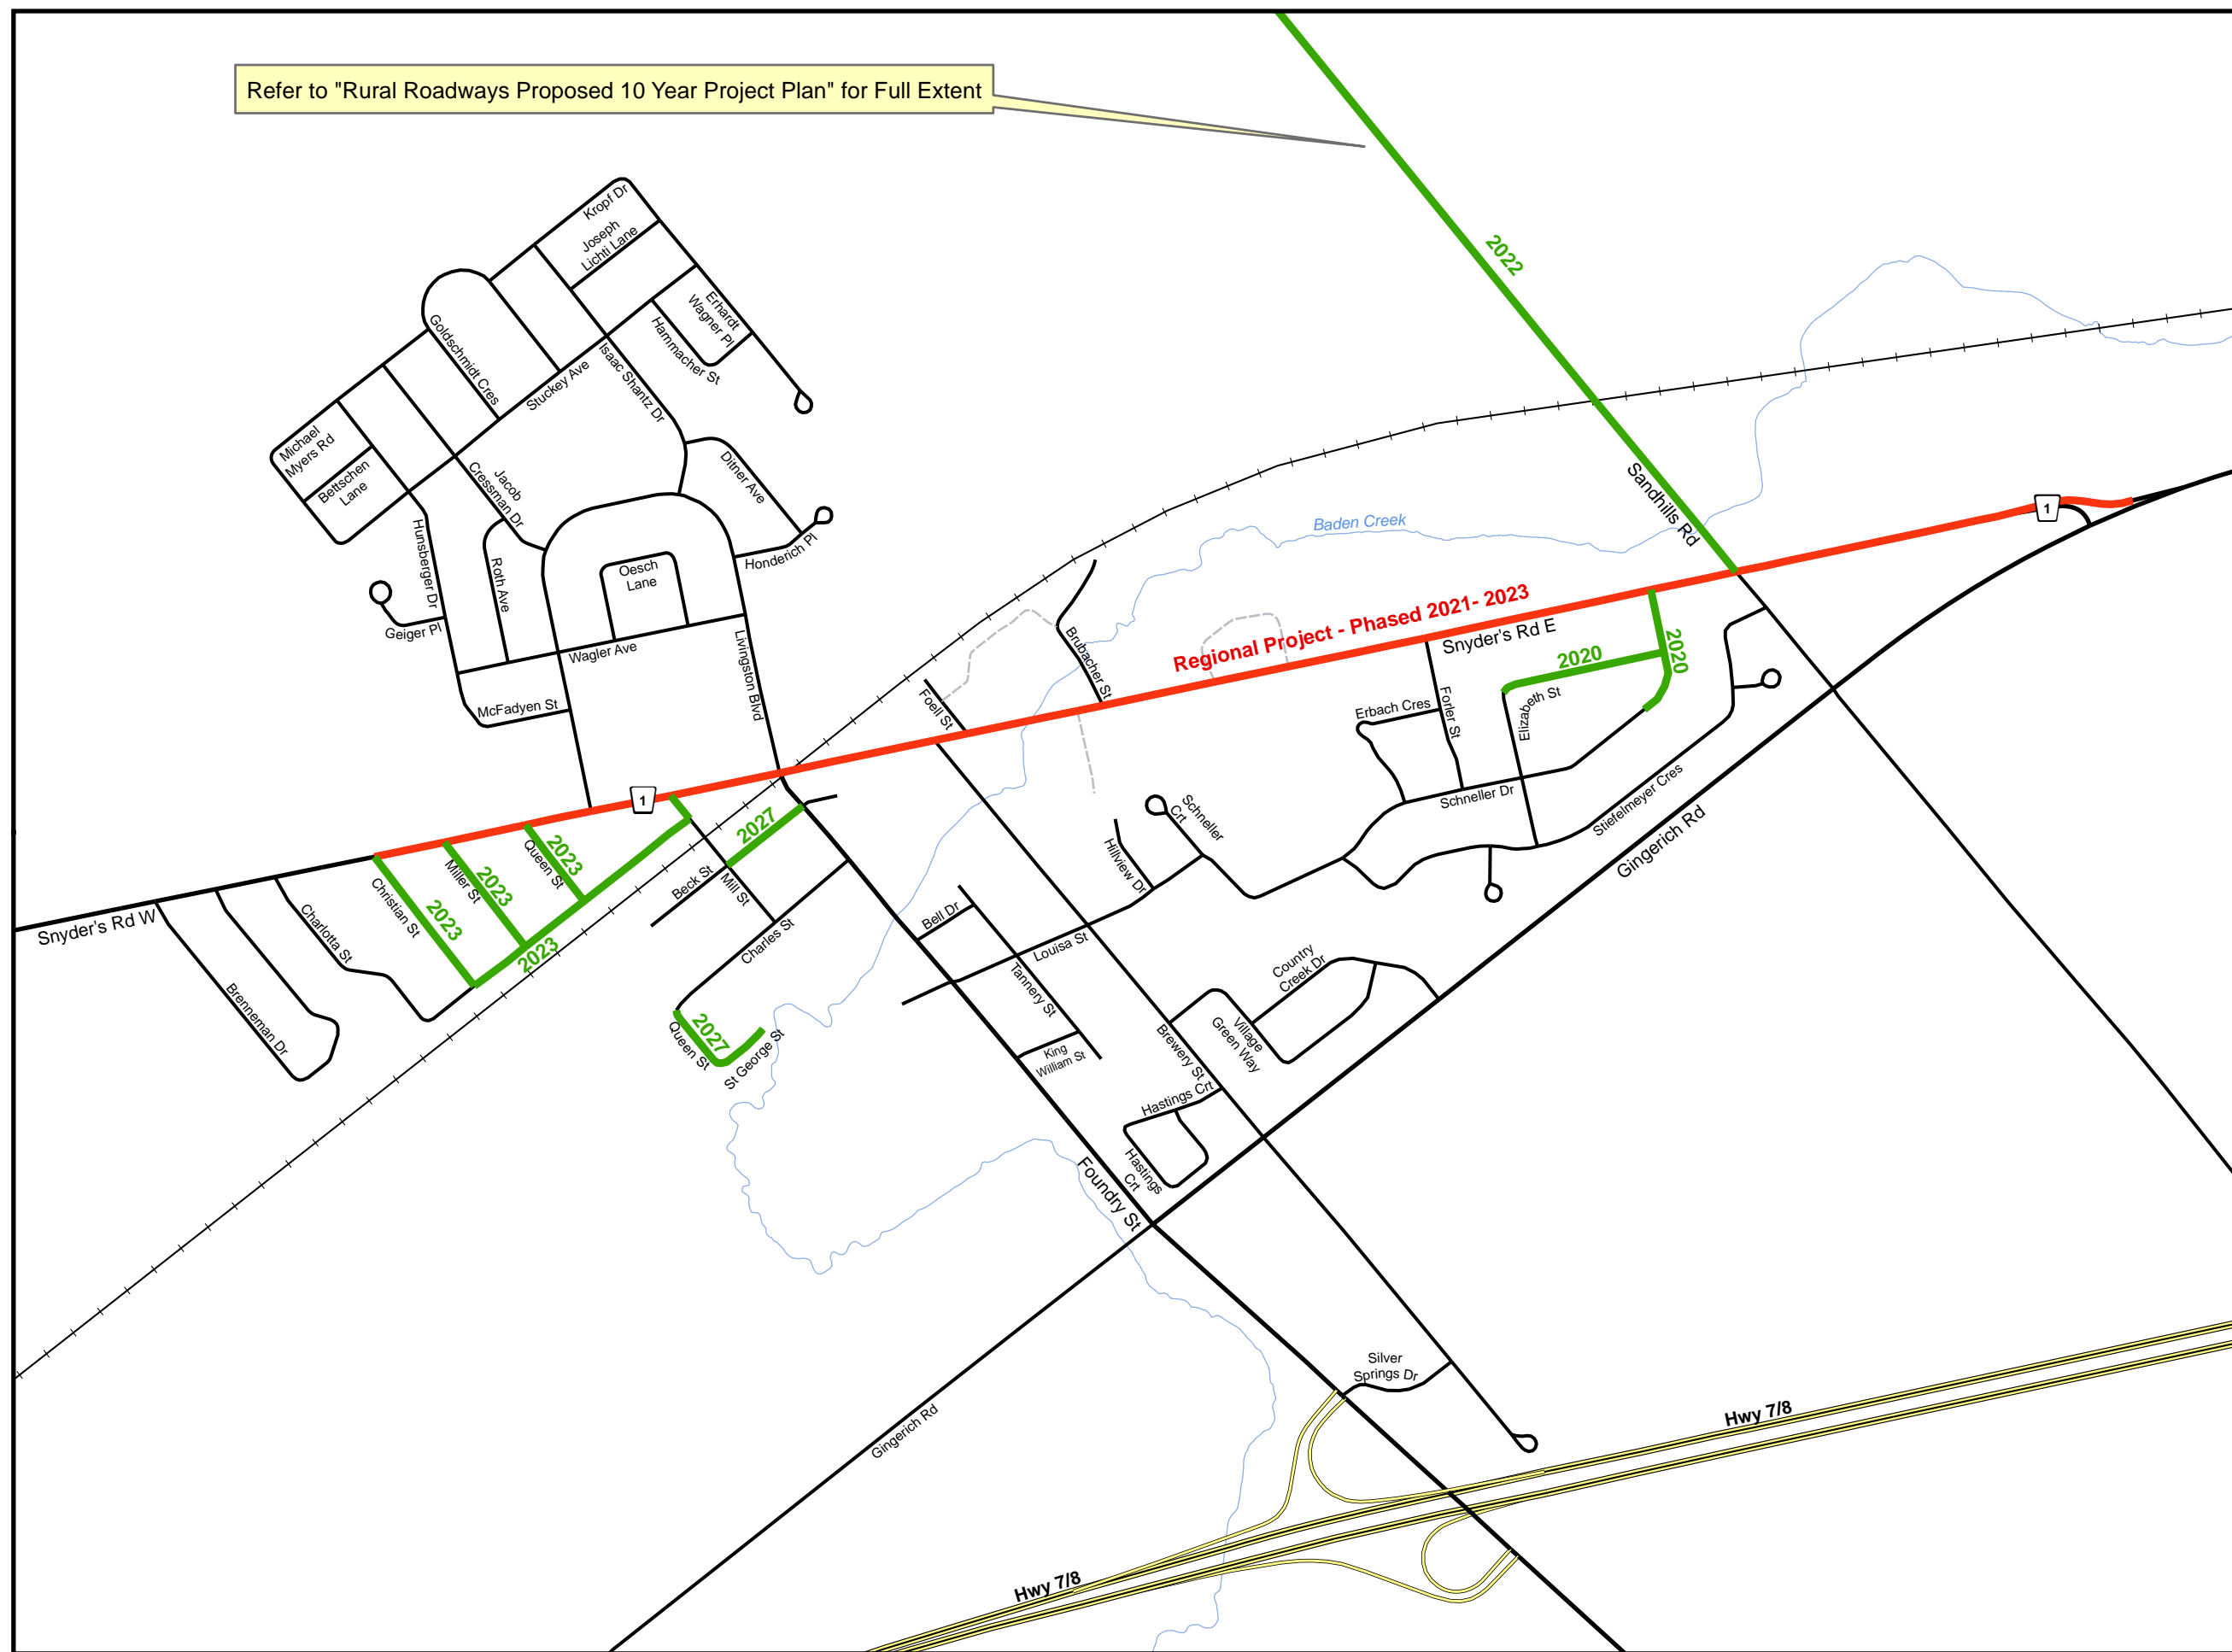 Refer to "Rural Roadways Proposed 10 Year Project Plan" for Full Extent
Kropf Dr
Joseph
Lichti Lane
Erhardt
Wagner Pl
Hammacher St
Isaac Shantz Dr
Goldschmidt Cres
Stuckey Ave
Michael
Myers Rd
Bettschen
Lane
Jacob
Cressman Dr
Ditner Ave
Hunsberger Dr
Roth Ave
Oesch
Lane
Honderich Pl
Geiger Pl
Wagler Ave
Livingston Blvd
McFadyen St
2022
Sandhills Rd
Baden Creek
1
Regional Project - Phased 2021- 2023
Snyder's Rd E
Brubacher St
Foell St
2020
2020
Erbach Cres
Forler St
Elizabeth St
Schneller Dr
Stiefelmeyer Cres
Gingerich Rd
Schneller
Crt
Hillview Dr
1
2027
2023
Queen St
2023
Miller St
2023
Christian St
2023
Snyder's Rd W
Charlotta St
Brenneman Dr
Beck St
Mill St
Charles St
2027
Queen St
St George St
Bell Dr
Louisa St
Tannery St
King
William St
Country
Creek Dr
Village
Green Way
Brewery St
Hastings Crt
Hastings
Crt
Foundry St
Silver
Springs Dr
Gingerich Rd
Hwy 7/8
Hwy 7/8